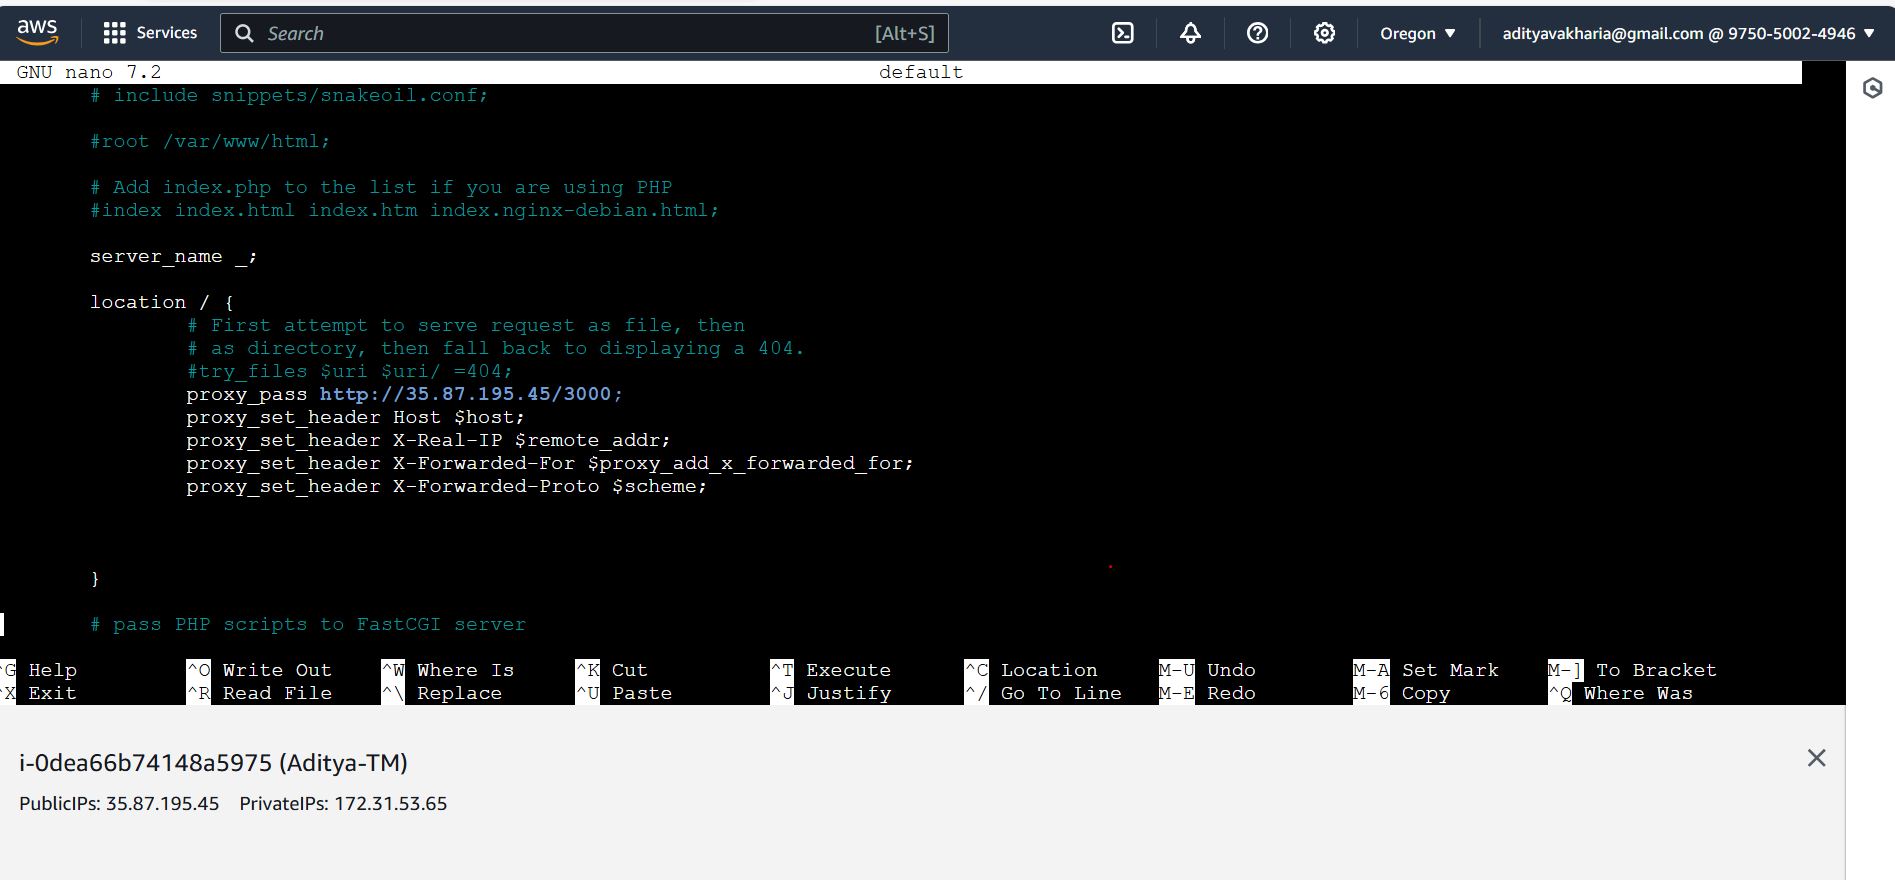 aws Services Search [Alt+S] Oregon ▼ adityavakharia@gmail.com @ 9750-5002-4946 ▼
GNU nano 7.2 default
# include snippets/snakeoil.conf;
#root /var/www/html;
# Add index.php to the list if you are using PHP
#index index.html index.htm index.nginx-debian.html;
server_name _;
location / {
# First attempt to serve request as file, then
# as directory, then fall back to displaying a 404.
#try_files $uri $uri/ =404;
proxy_pass http://35.87.195.45/3000;
proxy_set_header Host $host;
proxy_set_header X-Real-IP $remote_addr;
proxy_set_header X-Forwarded-For $proxy_add_x_forwarded_for;
proxy_set_header X-Forwarded-Proto $scheme;
}
# pass PHP scripts to FastCGI server
^G Help ^O Write Out ^W Where Is ^K Cut ^T Execute ^C Location M-U Undo M-A Set Mark M-] To Bracket
^X Exit ^R Read File ^\ Replace ^U Paste ^J Justify ^/ Go To Line M-E Redo M-6 Copy ^Q Where Was
i-0dea66b74148a5975 (Aditya-TM)
PublicIPs: 35.87.195.45 PrivateIPs: 172.31.53.65